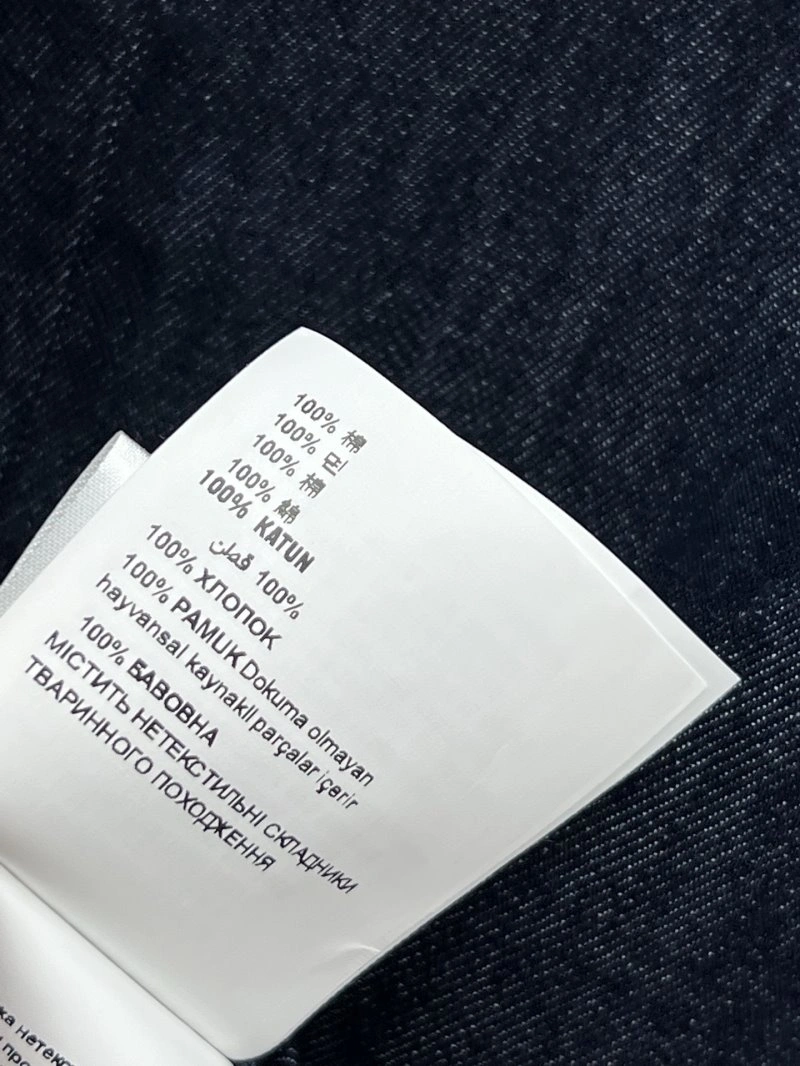 100% 棉
100% 면
100% 棉
100% 綿
100% KATUN
100% قطن
100% ХЛОПОК
100% PAMUK Dokuma olmayan
hayvansal kaynaklı parçalar içerir
100% БАВОВНА
МІСТИТЬ НЕТЕКСТИЛЬНІ СКЛАДНИКИ
ТВАРИННОГО ПОХОДЖЕННЯ